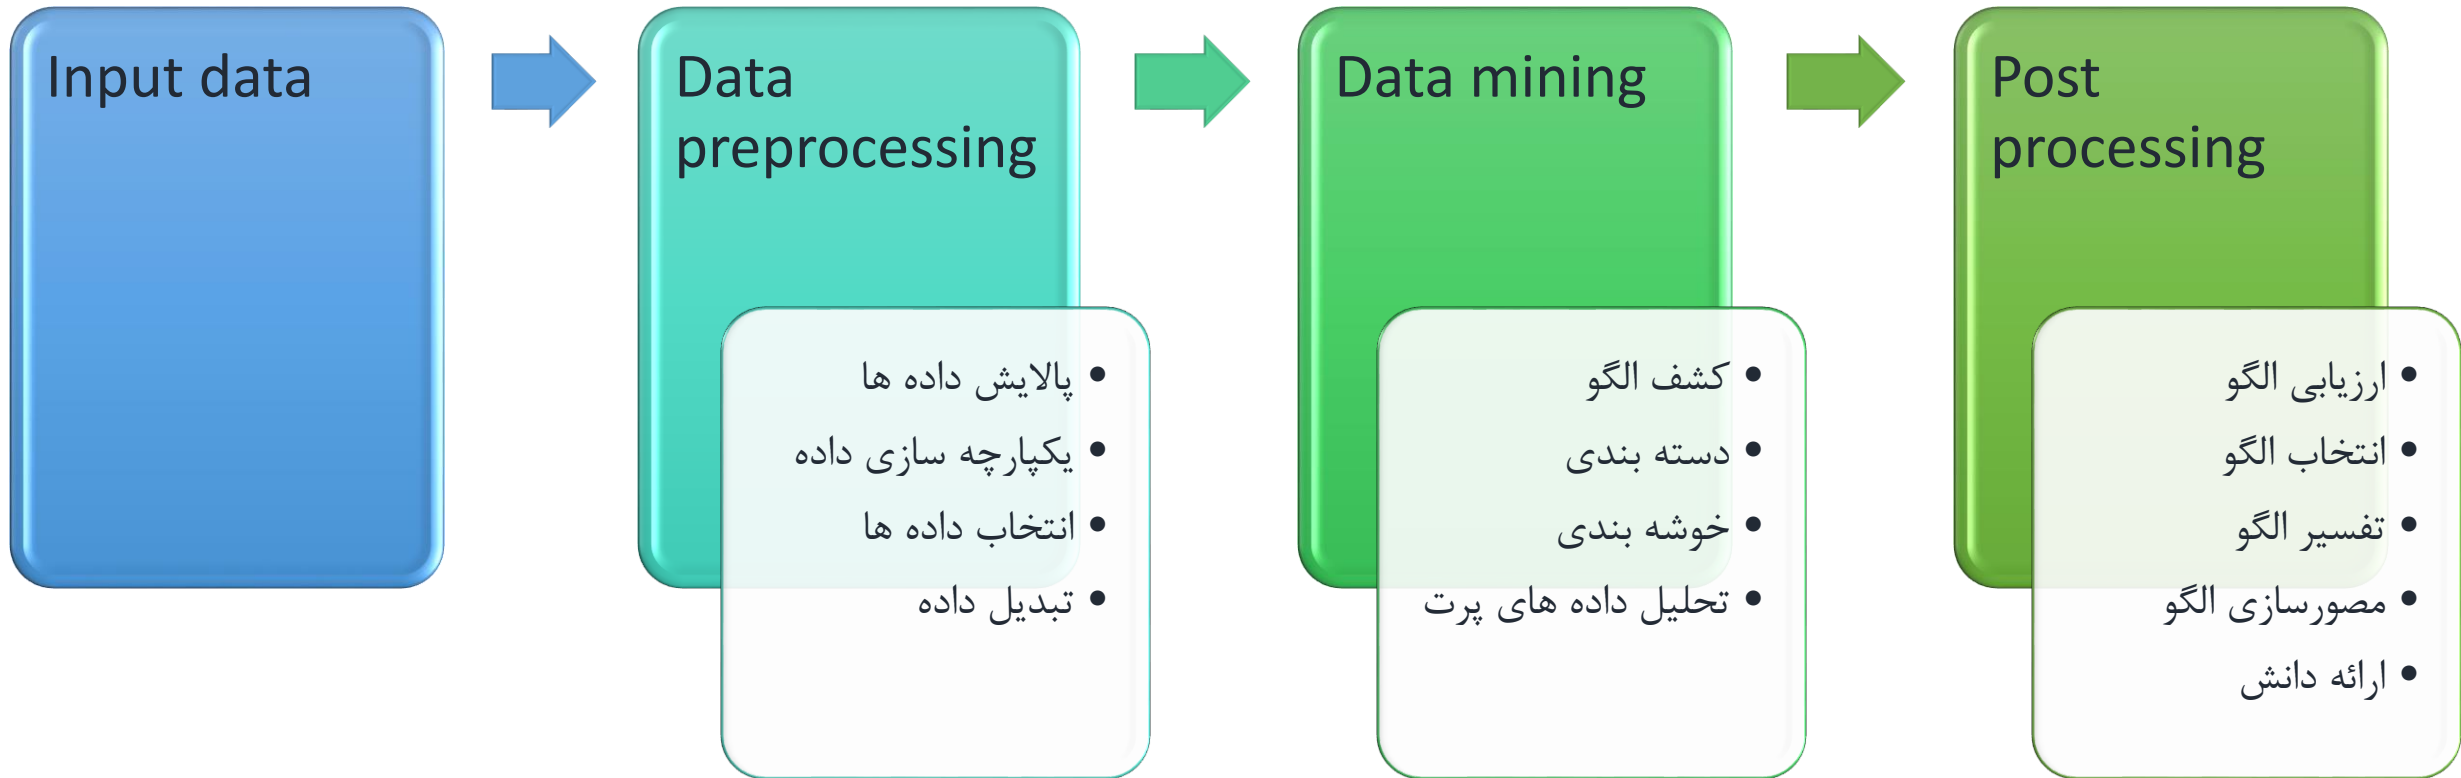 Input data
Data
preprocessing
• پالایش داده ها
• یکپارچه سازی داده
• انتخاب داده ها
• تبدیل داده
Data mining
• کشف الگو
• دسته بندی
• خوشه بندی
• تحلیل داده های پرت
Post
processing
• ارزیابی الگو
• انتخاب الگو
• تفسیر الگو
• مصورسازی الگو
• ارائه دانش